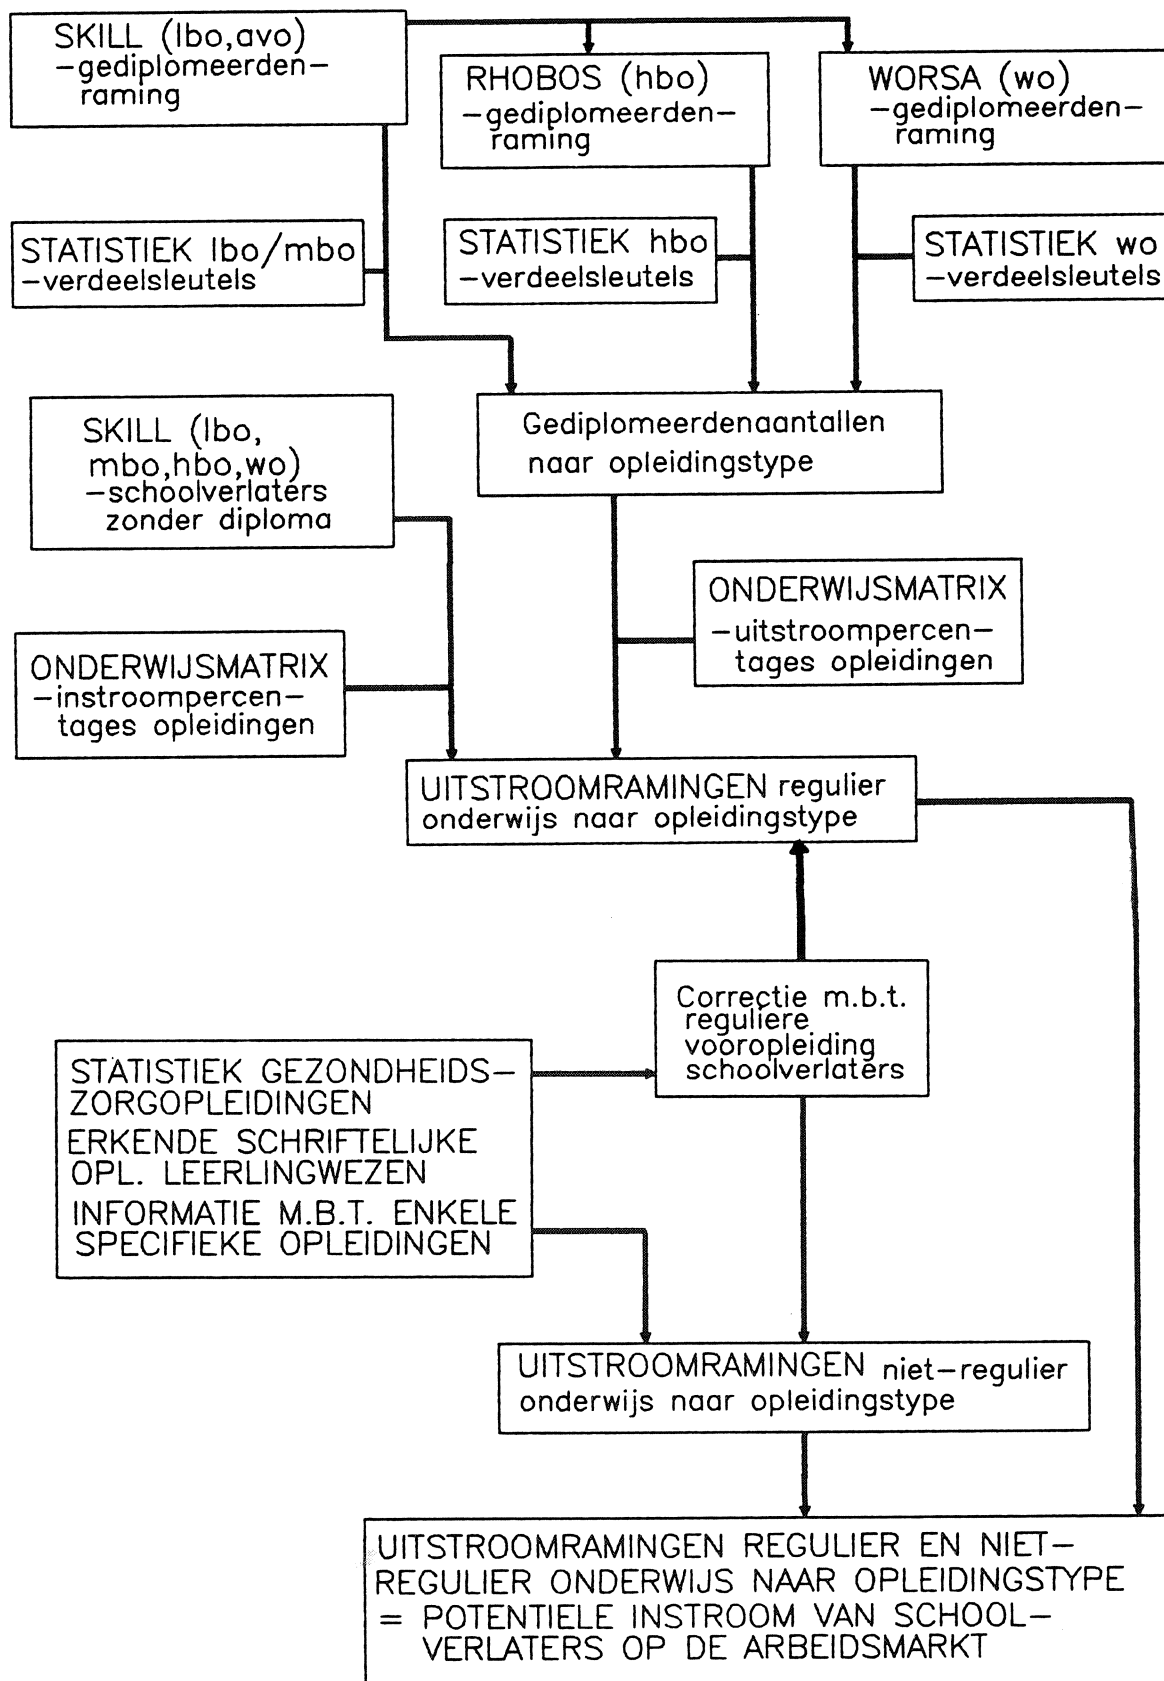 SKILL (lbo,avo)
-gediplomeerden-
raming
RHOBOS (hbo)
-gediplomeerden-
raming
WORSA (wo)
-gediplomeerden-
raming
STATISTIEK lbo/mbo
-verdeelsleutels
STATISTIEK hbo
-verdeelsleutels
STATISTIEK wo
-verdeelsleutels
Gediplomeerdenaantallen
naar opleidingstype
SKILL (lbo,
mbo,hbo,wo)
-schoolverlaters
zonder diploma
ONDERWIJSMATRIX
-uitstroompercen-
tages opleidingen
ONDERWIJSMATRIX
-instroompercen-
tages opleidingen
UITSTROOMRAMINGEN regulier
onderwijs naar opleidingstype
Correctie m.b.t.
reguliere
vooropleiding
schoolverlaters
STATISTIEK GEZONDHEIDS-
ZORGOPLEIDINGEN
ERKENDE SCHRIFTELIJKE
OPL. LEERLINGWEZEN
INFORMATIE M.B.T. ENKELE
SPECIFIEKE OPLEIDINGEN
UITSTROOMRAMINGEN niet-regulier
onderwijs naar opleidingstype
UITSTROOMRAMINGEN REGULIER EN NIET-
REGULIER ONDERWIJS NAAR OPLEIDINGSTYPE
= POTENTIELE INSTROOM VAN SCHOOL-
VERLATERS OP DE ARBEIDSMARKT